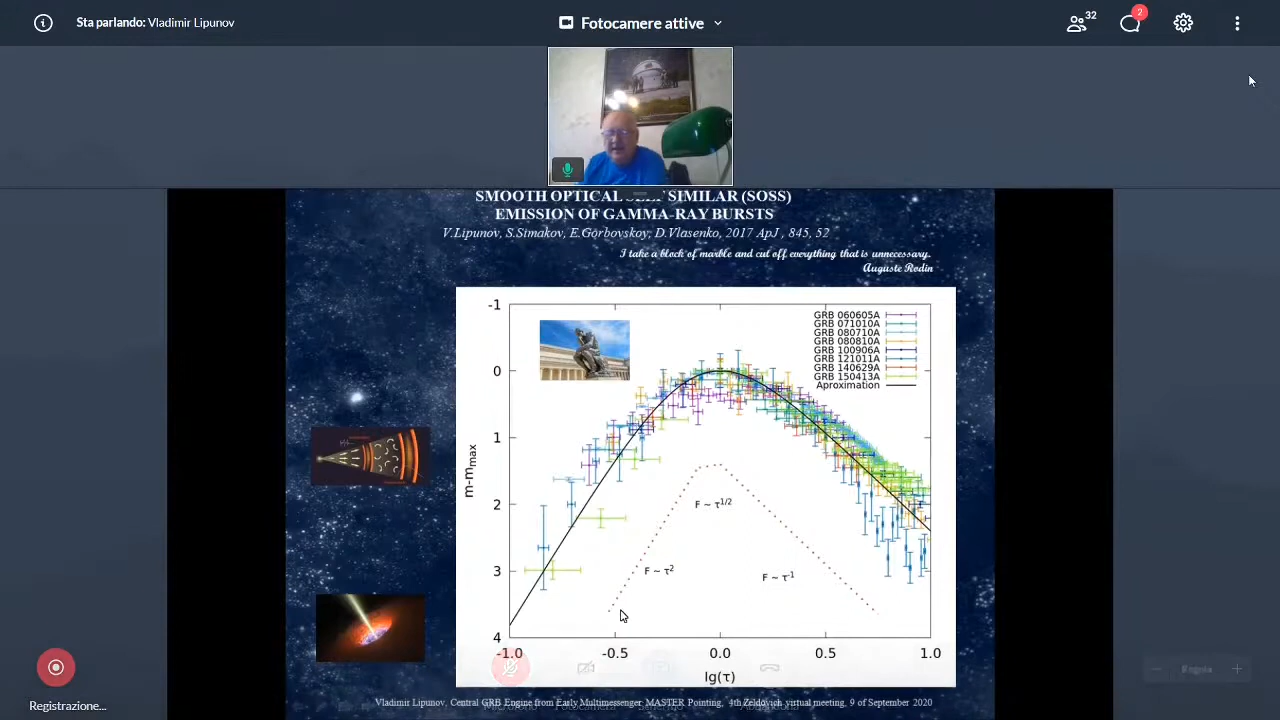 Sta parlando: Vladimir Lipunov
Fotocamere attive
32
2
SMOOTH OPTICAL SELF SIMILAR (SOSS)
EMISSION OF GAMMA-RAY BURSTS
V.Lipunov, S.Simakov, E.Gorbovskoy, D.Vlasenko, 2017 ApJ , 845, 52
I take a block of marble and cut off everything that is unnecessary.
Auguste Rodin
GRB 060605A
GRB 071010A
GRB 080710A
GRB 080810A
GRB 100906A
GRB 121011A
GRB 140629A
GRB 150413A
Aproximation
-1
0
1
2
3
4
m-mmax
F ~ τ1/2
F ~ τ2
F ~ τ-1
-1.0
-0.5
0.0
0.5
1.0
lg(τ)
Registrazione...
Regola
Vladimir Lipunov, Central GRB Engine from Early Multimessenger MASTER Pointing, 4th Zeldovich virtual meeting, 9 of September 2020